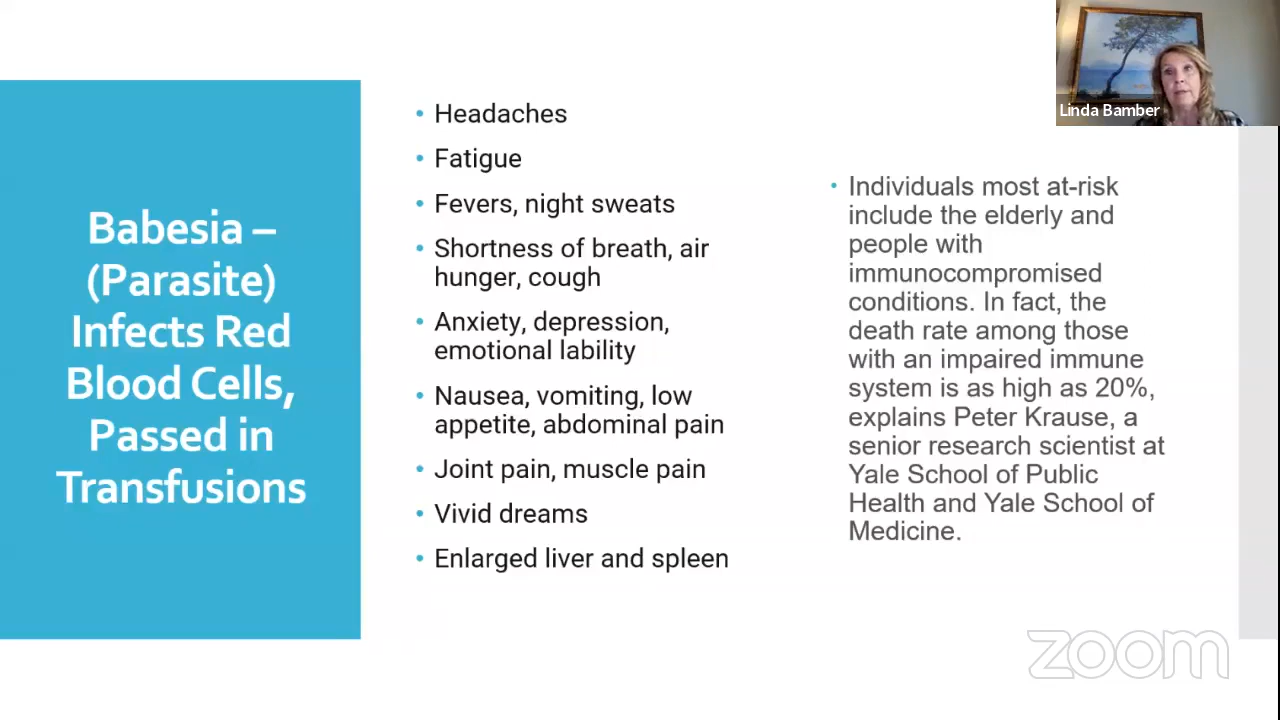 Babesia –
(Parasite)
Infects Red
Blood Cells,
Passed in
Transfusions
• Headaches
• Fatigue
• Fevers, night sweats
• Shortness of breath, air
hunger, cough
• Anxiety, depression,
emotional lability
• Nausea, vomiting, low
appetite, abdominal pain
• Joint pain, muscle pain
• Vivid dreams
• Enlarged liver and spleen
• Individuals most at-risk
include the elderly and
people with
immunocompromised
conditions. In fact, the
death rate among those
with an impaired immune
system is as high as 20%,
explains Peter Krause, a
senior research scientist at
Yale School of Public
Health and Yale School of
Medicine.
Linda Bamber
zoom